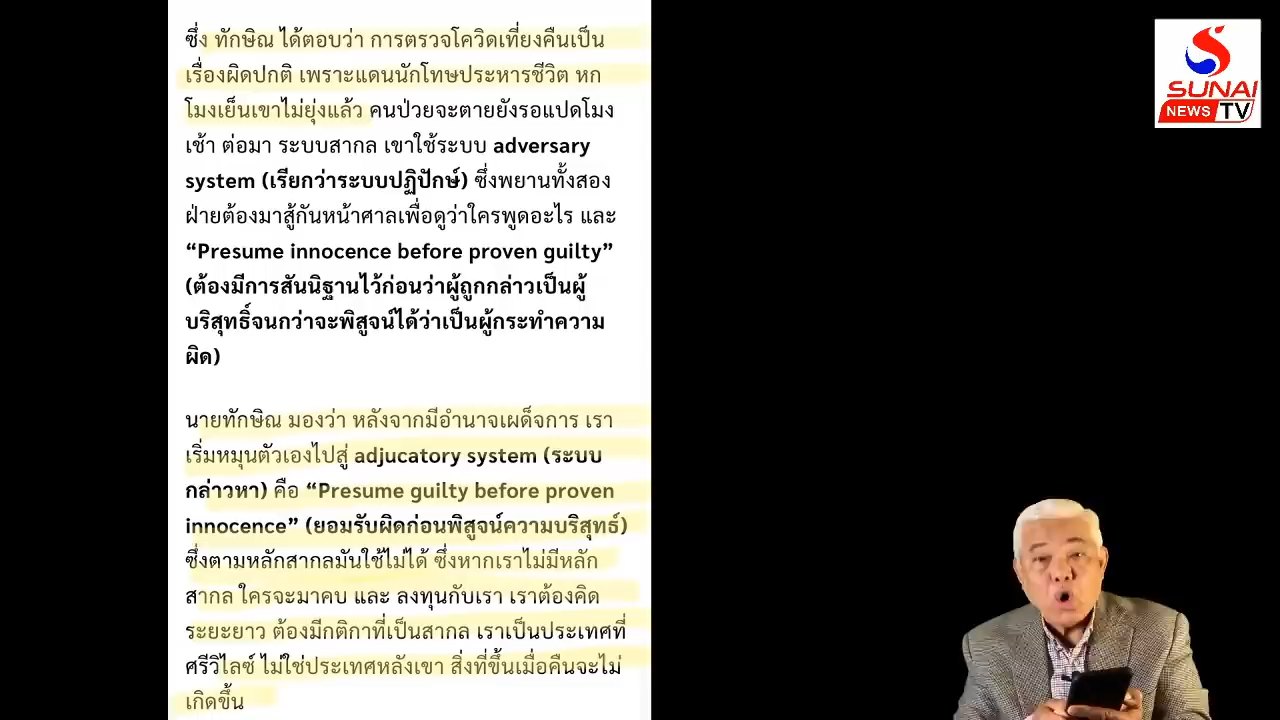 ซึ่ง ทักษิณ ได้ตอบว่า การตรวจโควิดเที่ยงคืนเป็น
เรื่องผิดปกติ เพราะแดนนักโทษประหารชีวิต หก
โมงเย็นเขาไม่ยุ่งแล้ว คนป่วยจะตายยังรอแปดโมง
เช้า ต่อมา ระบบสากล เขาใช้ระบบ adversary
system (เรียกว่าระบบปฏิปักษ์) ซึ่งพยานทั้งสอง
ฝ่ายต้องมาสู้กันหน้าศาลเพื่อดูว่าใครพูดอะไร และ
“Presume innocence before proven guilty”
(ต้องมีการสันนิฐานไว้ก่อนว่าผู้ถูกกล่าวเป็นผู้
บริสุทธิ์จนกว่าจะพิสูจน์ได้ว่าเป็นผู้กระทำความ
ผิด)
นายทักษิณ มองว่า หลังจากมีอำนาจเผด็จการ เรา
เริ่มหมุนตัวเองไปสู่ adjucatory system (ระบบ
กล่าวหา) คือ “Presume guilty before proven
innocence” (ยอมรับผิดก่อนพิสูจน์ความบริสุทธ์)
ซึ่งตามหลักสากลมันใช้ไม่ได้ ซึ่งหากเราไม่มีหลัก
สากล ใครจะมาคบ และ ลงทุนกับเรา เราต้องคิด
ระยะยาว ต้องมีกติกาที่เป็นสากล เราเป็นประเทศที่
ศรีวิไลซ์ ไม่ใช่ประเทศหลังเขา สิ่งที่ขึ้นเมื่อคืนจะไม่
เกิดขึ้น
SUNAI
NEWS TV